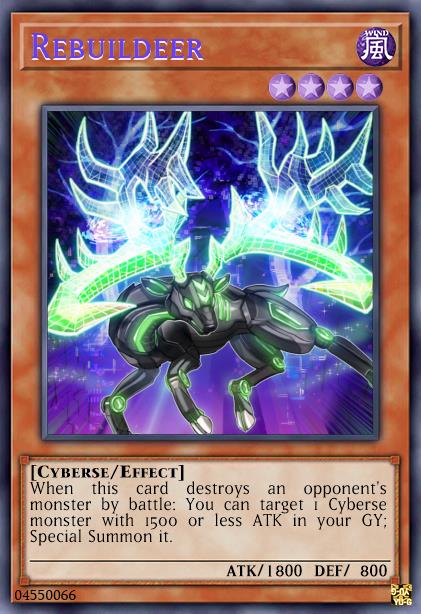 REBUILDEER
WIND
風
[CYBERSE/EFFECT]
When this card destroys an opponent's
monster by battle: You can target 1 Cyberse
monster with 1500 or less ATK in your GY;
Special Summon it.
ATK/1800 DEF/ 800
04550066